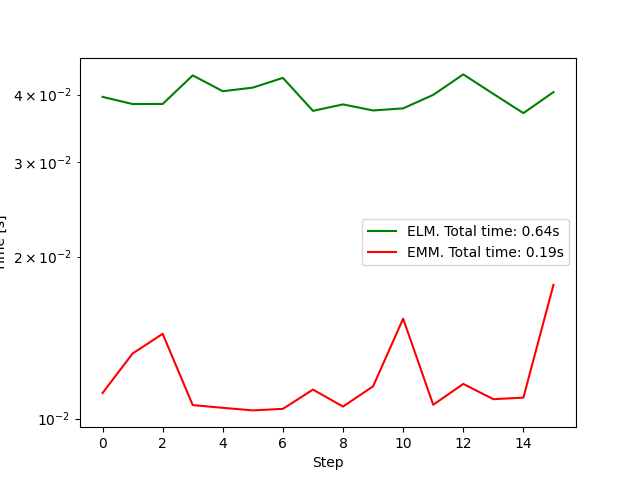 4 × 10⁻²
3 × 10⁻²
2 × 10⁻²
10⁻²
ELM. Total time: 0.64s
EMM. Total time: 0.19s
0 2 4 6 8 10 12 14
Step